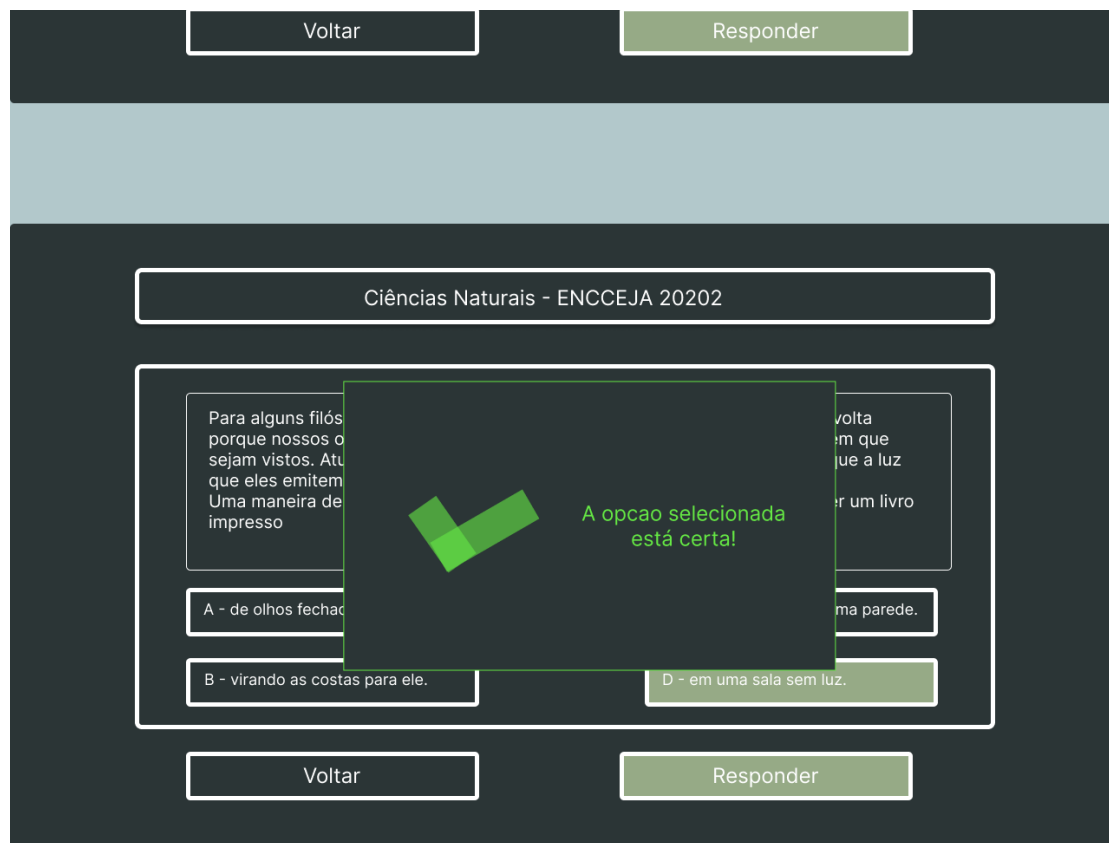 Voltar
Responder
Ciências Naturais - ENCCEJA 20202
Para alguns filós
volta
porque nossos o
em que
sejam vistos. Atu
que a luz
que eles emitem
Uma maneira de
er um livro
impresso
A opcao selecionada
está certa!
A - de olhos fechad
ma parede.
B - virando as costas para ele.
D - em uma sala sem luz.
Voltar
Responder